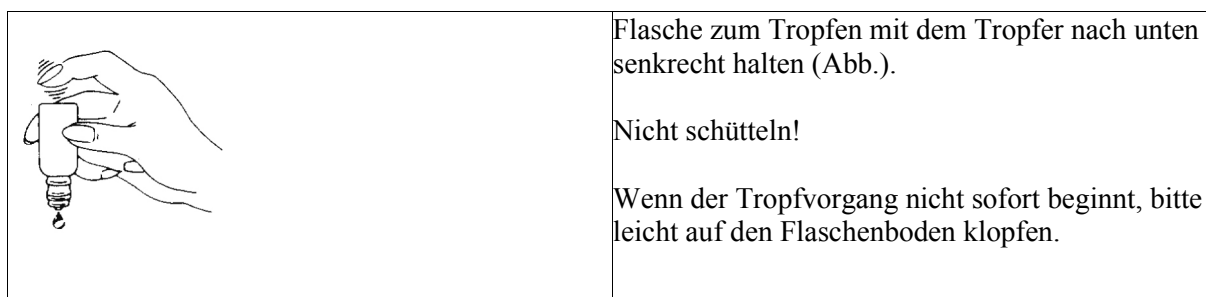 Flasche zum Tropfen mit dem Tropfer nach unten
senkrecht halten (Abb.).
Nicht schütteln!
Wenn der Tropfvorgang nicht sofort beginnt, bitte
leicht auf den Flaschenboden klopfen.